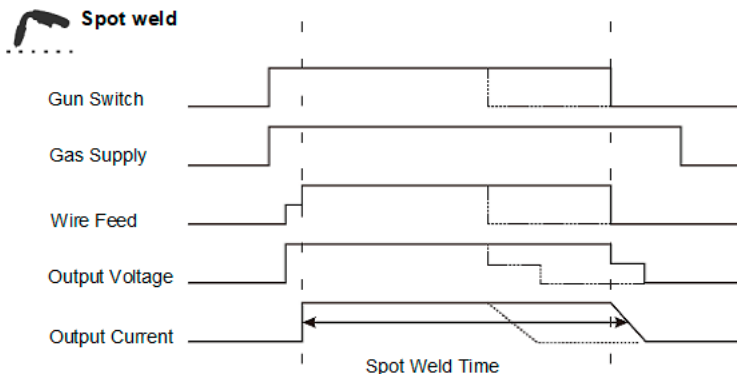 Spot weld
Gun Switch
Gas Supply
Wire Feed
Output Voltage
Output Current
Spot Weld Time